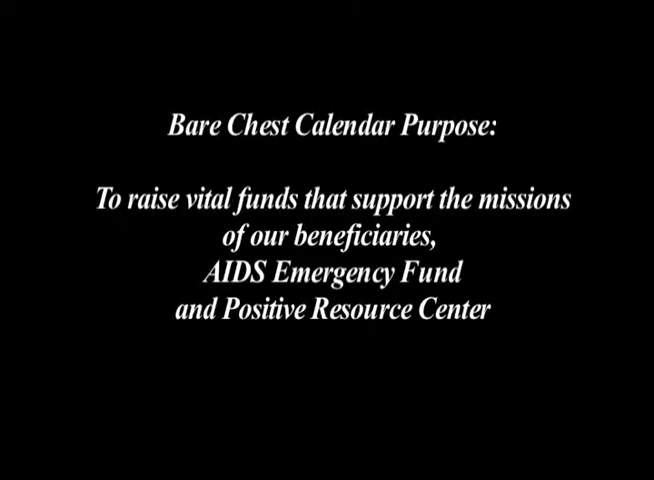 Bare Chest Calendar Purpose:
To raise vital funds that support the missions
of our beneficiaries,
AIDS Emergency Fund
and Positive Resource Center